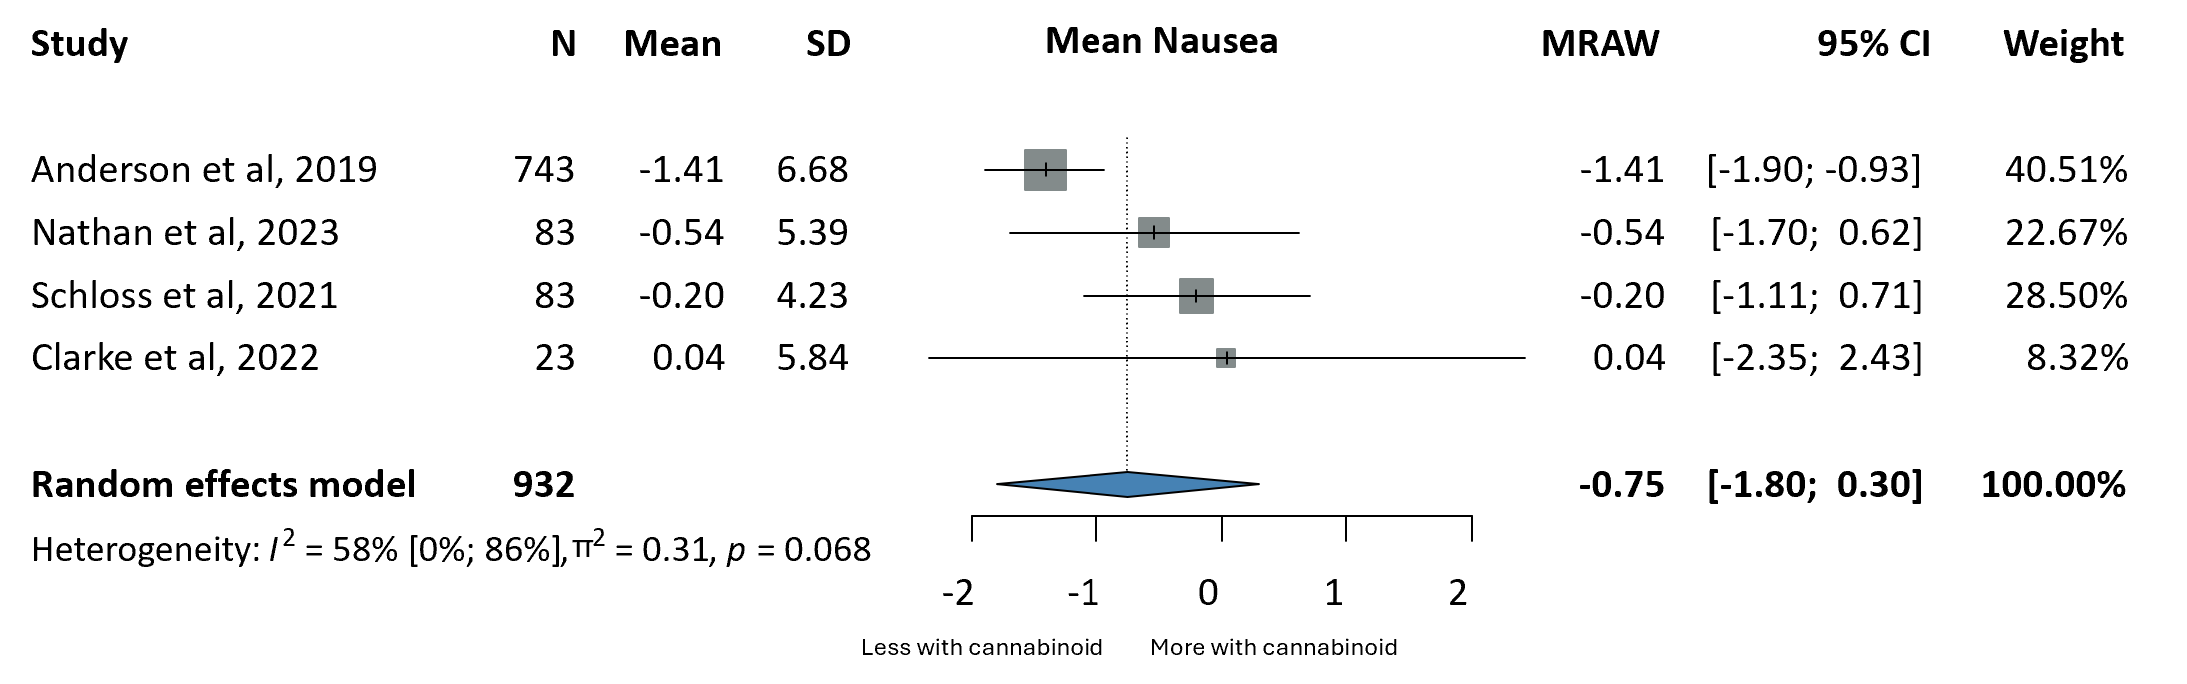 Study N Mean SD Mean Nausea MRAW 95% CI Weight
Anderson et al, 2019 743 -1.41 6.68 -1.41 [-1.90; -0.93] 40.51%
Nathan et al, 2023 83 -0.54 5.39 -0.54 [-1.70; 0.62] 22.67%
Schloss et al, 2021 83 -0.20 4.23 -0.20 [-1.11; 0.71] 28.50%
Clarke et al, 2022 23 0.04 5.84 0.04 [-2.35; 2.43] 8.32%
Random effects model 932 -0.75 [-1.80; 0.30] 100.00%
Heterogeneity: I² = 58% [0%; 86%], π² = 0.31, p = 0.068
-2 -1 0 1 2
Less with cannabinoid More with cannabinoid